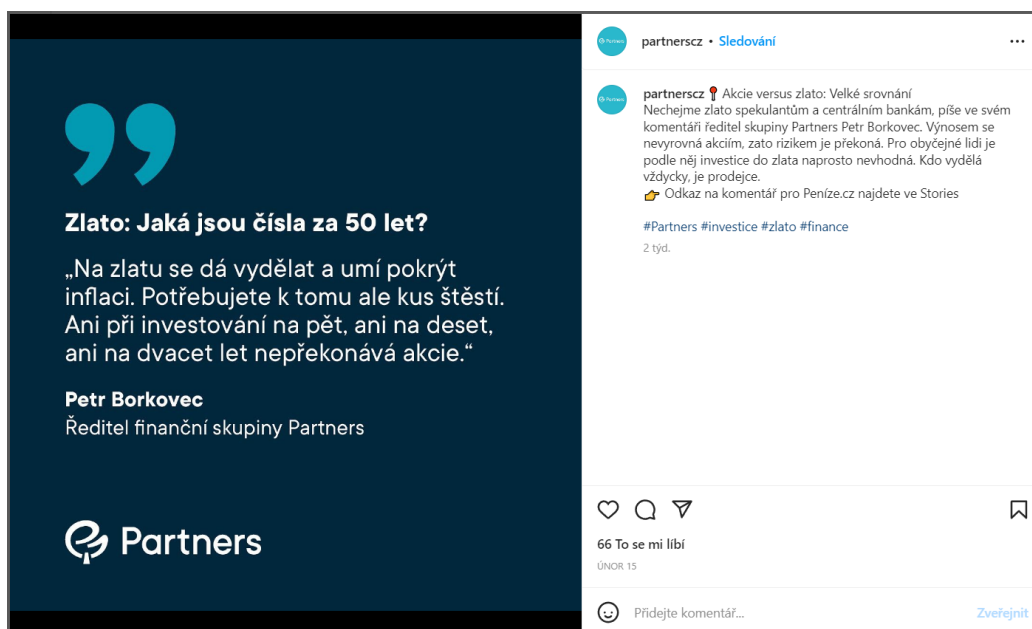 Zlato: Jaká jsou čísla za 50 let?
„Na zlatu se dá vydělat a umí pokrýt
inflaci. Potřebujete k tomu ale kus štěstí.
Ani při investování na pět, ani na deset,
ani na dvacet let nepřekonává akcie.“
Petr Borkovec
Ředitel finanční skupiny Partners
Partners
partnerscz • Sledování
partnerscz 📍 Akcie versus zlato: Velké srovnání
Nechejme zlato spekulantům a centrálním bankám, píše ve svém
komentáři ředitel skupiny Partners Petr Borkovec. Výnosem se
nevyrovná akciím, zato rizikem je překoná. Pro obyčejné lidi je
podle něj investice do zlata naprosto nevhodná. Kdo vydělá
vždycky, je prodejce.
👉 Odkaz na komentář pro Peníze.cz najdete ve Stories
#Partners #investice #zlato #finance
2 týd.
66 To se mi líbí
ÚNOR 15
Přidejte komentář...
Zveřejnit